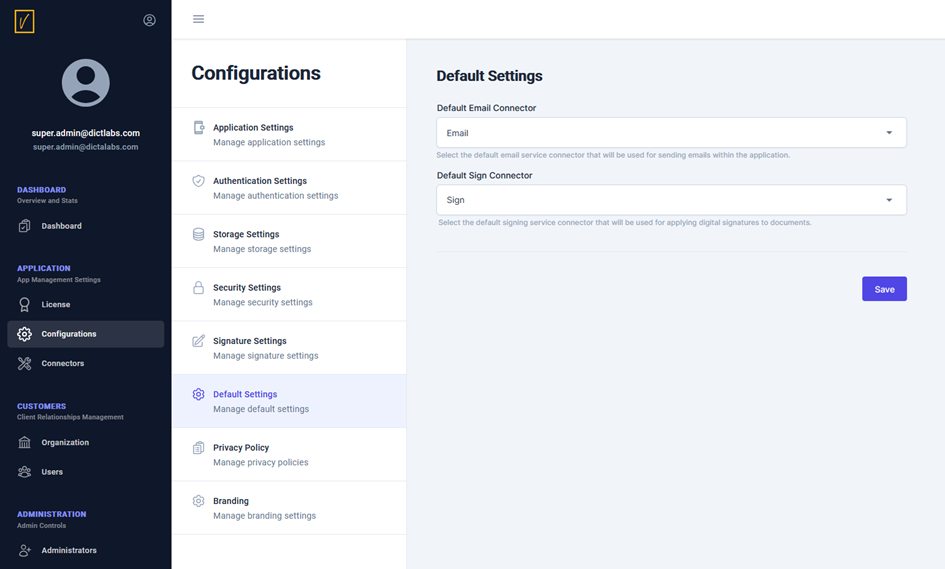 super.admin@dictlabs.com
super.admin@dictalabs.com
DASHBOARD
Overview and Stats
Dashboard
APPLICATION
App Management Settings
License
Configurations
Connectors
CUSTOMERS
Client Relationships Management
Organization
Users
ADMINISTRATION
Admin Controls
Administrators
Configurations
Application Settings
Manage application settings
Authentication Settings
Manage authentication settings
Storage Settings
Manage storage settings
Security Settings
Manage security settings
Signature Settings
Manage signature settings
Default Settings
Manage default settings
Privacy Policy
Manage privacy policies
Branding
Manage branding settings
Default Settings
Default Email Connector
Email
Select the default email service connector that will be used for sending emails within the application.
Default Sign Connector
Sign
Select the default signing service connector that will be used for applying digital signatures to documents.
Save